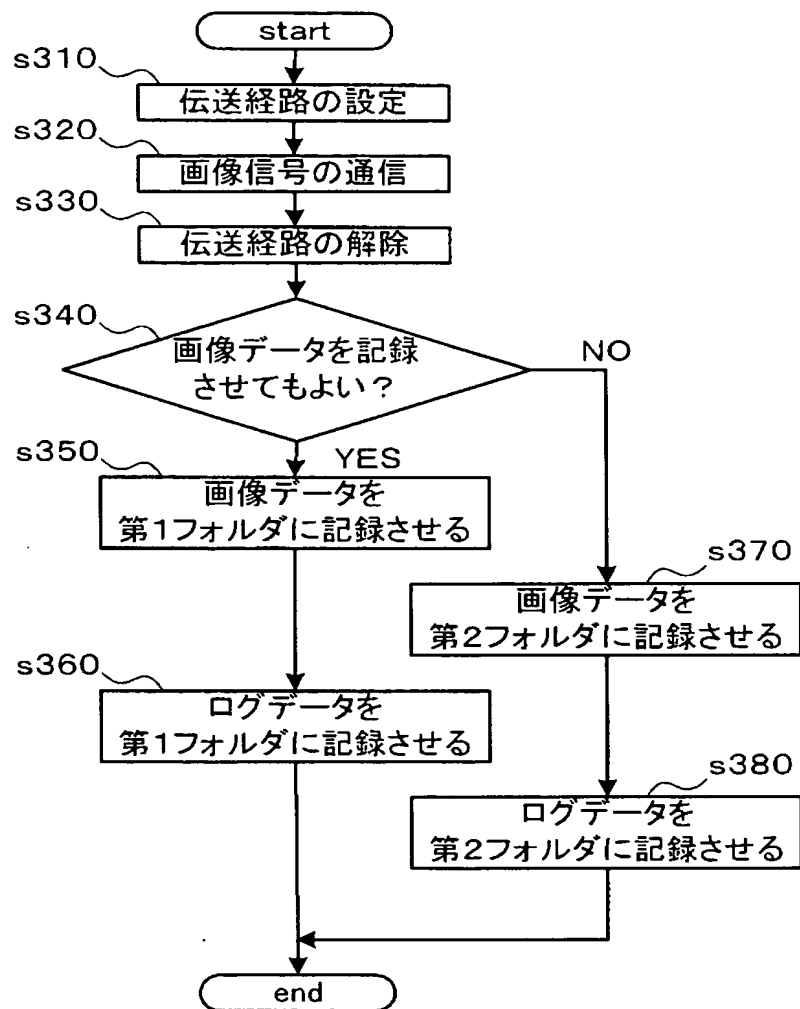 start
s310
伝送経路の設定
s320
画像信号の通信
s330
伝送経路の解除
s340
画像データを記録
させてもよい？
NO
YES
s350
画像データを
第1フォルダに記録させる
s370
画像データを
第2フォルダに記録させる
s360
ログデータを
第1フォルダに記録させる
s380
ログデータを
第2フォルダに記録させる
end